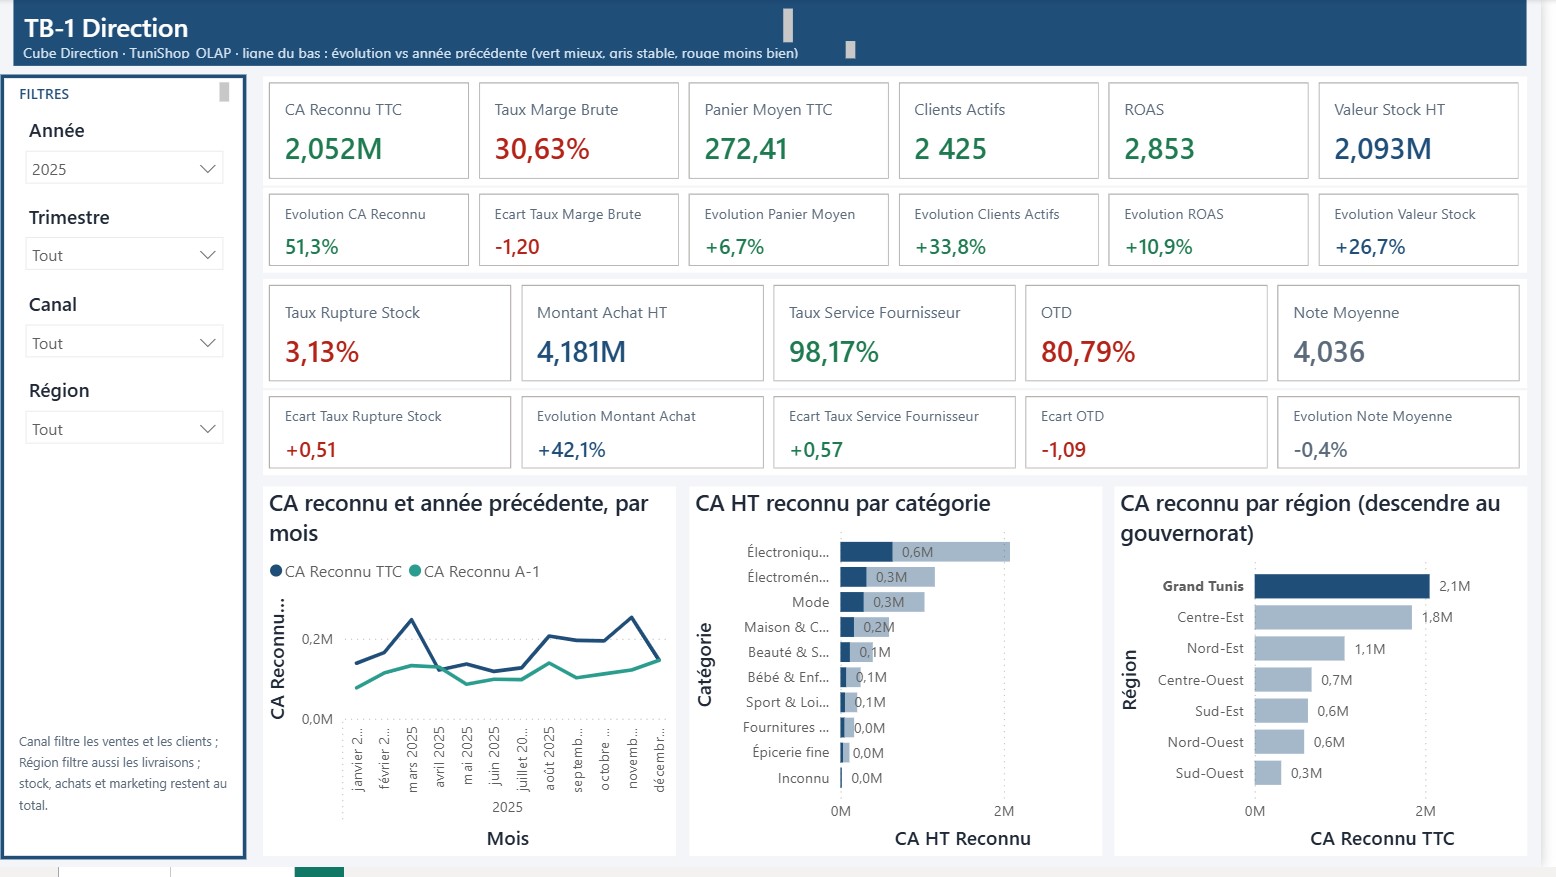 TB-1 Direction
Cube Direction · TuniShop_OLAP · ligne du bas : évolution vs année précédente (vert mieux, gris stable, rouge moins bien)
FILTRES
Année
2025
Trimestre
Tout
Canal
Tout
Région
Tout
Canal filtre les ventes et les clients ;
Région filtre aussi les livraisons ;
stock, achats et marketing restent au
total.
CA Reconnu TTC
2,052M
Taux Marge Brute
30,63%
Panier Moyen TTC
272,41
Clients Actifs
2 425
ROAS
2,853
Valeur Stock HT
2,093M
Evolution CA Reconnu
51,3%
Ecart Taux Marge Brute
-1,20
Evolution Panier Moyen
+6,7%
Evolution Clients Actifs
+33,8%
Evolution ROAS
+10,9%
Evolution Valeur Stock
+26,7%
Taux Rupture Stock
3,13%
Montant Achat HT
4,181M
Taux Service Fournisseur
98,17%
OTD
80,79%
Note Moyenne
4,036
Ecart Taux Rupture Stock
+0,51
Evolution Montant Achat
+42,1%
Ecart Taux Service Fournisseur
+0,57
Ecart OTD
-1,09
Evolution Note Moyenne
-0,4%
CA reconnu et année précédente, par
mois
CA Reconnu TTC CA Reconnu A-1
CA Reconnu...
0,2M
0,0M
janvier 2...
février 2...
mars 2025
avril 2025
mai 2025
juin 2025
juillet 20...
août 2025
septemb...
octobre ...
novemb...
décembr...
2025
Mois
CA HT reconnu par catégorie
Catégorie
Électroniqu... 0,6M
Électromén... 0,3M
Mode 0,3M
Maison & C... 0,2M
Beauté & S... 0,1M
Bébé & Enf... 0,1M
Sport & Loi... 0,1M
Fournitures ... 0,0M
Épicerie fine 0,0M
Inconnu 0,0M
0M 2M
CA HT Reconnu
CA reconnu par région (descendre au
gouvernorat)
Région
Grand Tunis 2,1M
Centre-Est 1,8M
Nord-Est 1,1M
Centre-Ouest 0,7M
Sud-Est 0,6M
Nord-Ouest 0,6M
Sud-Ouest 0,3M
0M 2M
CA Reconnu TTC